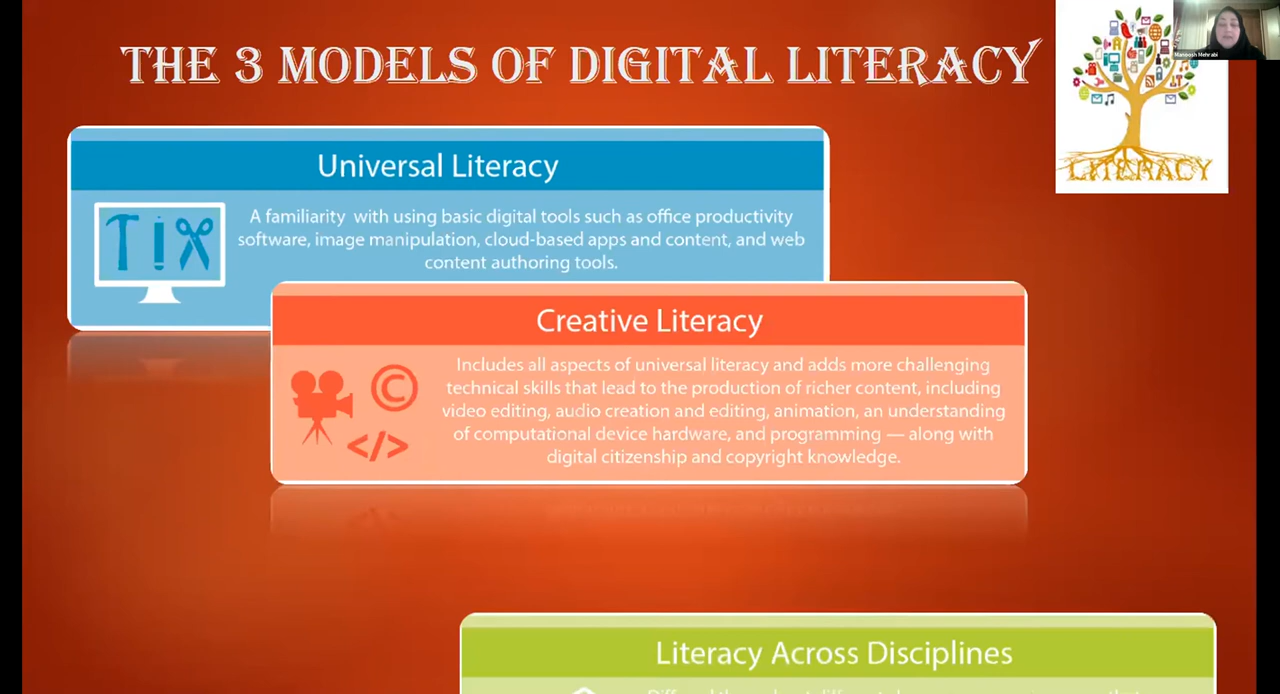 THE 3 MODELS OF DIGITAL LITERACY
LITERACY
Manoosh Mehrabi
Universal Literacy
A familiarity with using basic digital tools such as office productivity
software, image manipulation, cloud-based apps and content, and web
content authoring tools.
Creative Literacy
Includes all aspects of universal literacy and adds more challenging
technical skills that lead to the production of richer content, including
video editing, audio creation and editing, animation, an understanding
of computational device hardware, and programming — along with
digital citizenship and copyright knowledge.
Literacy Across Disciplines